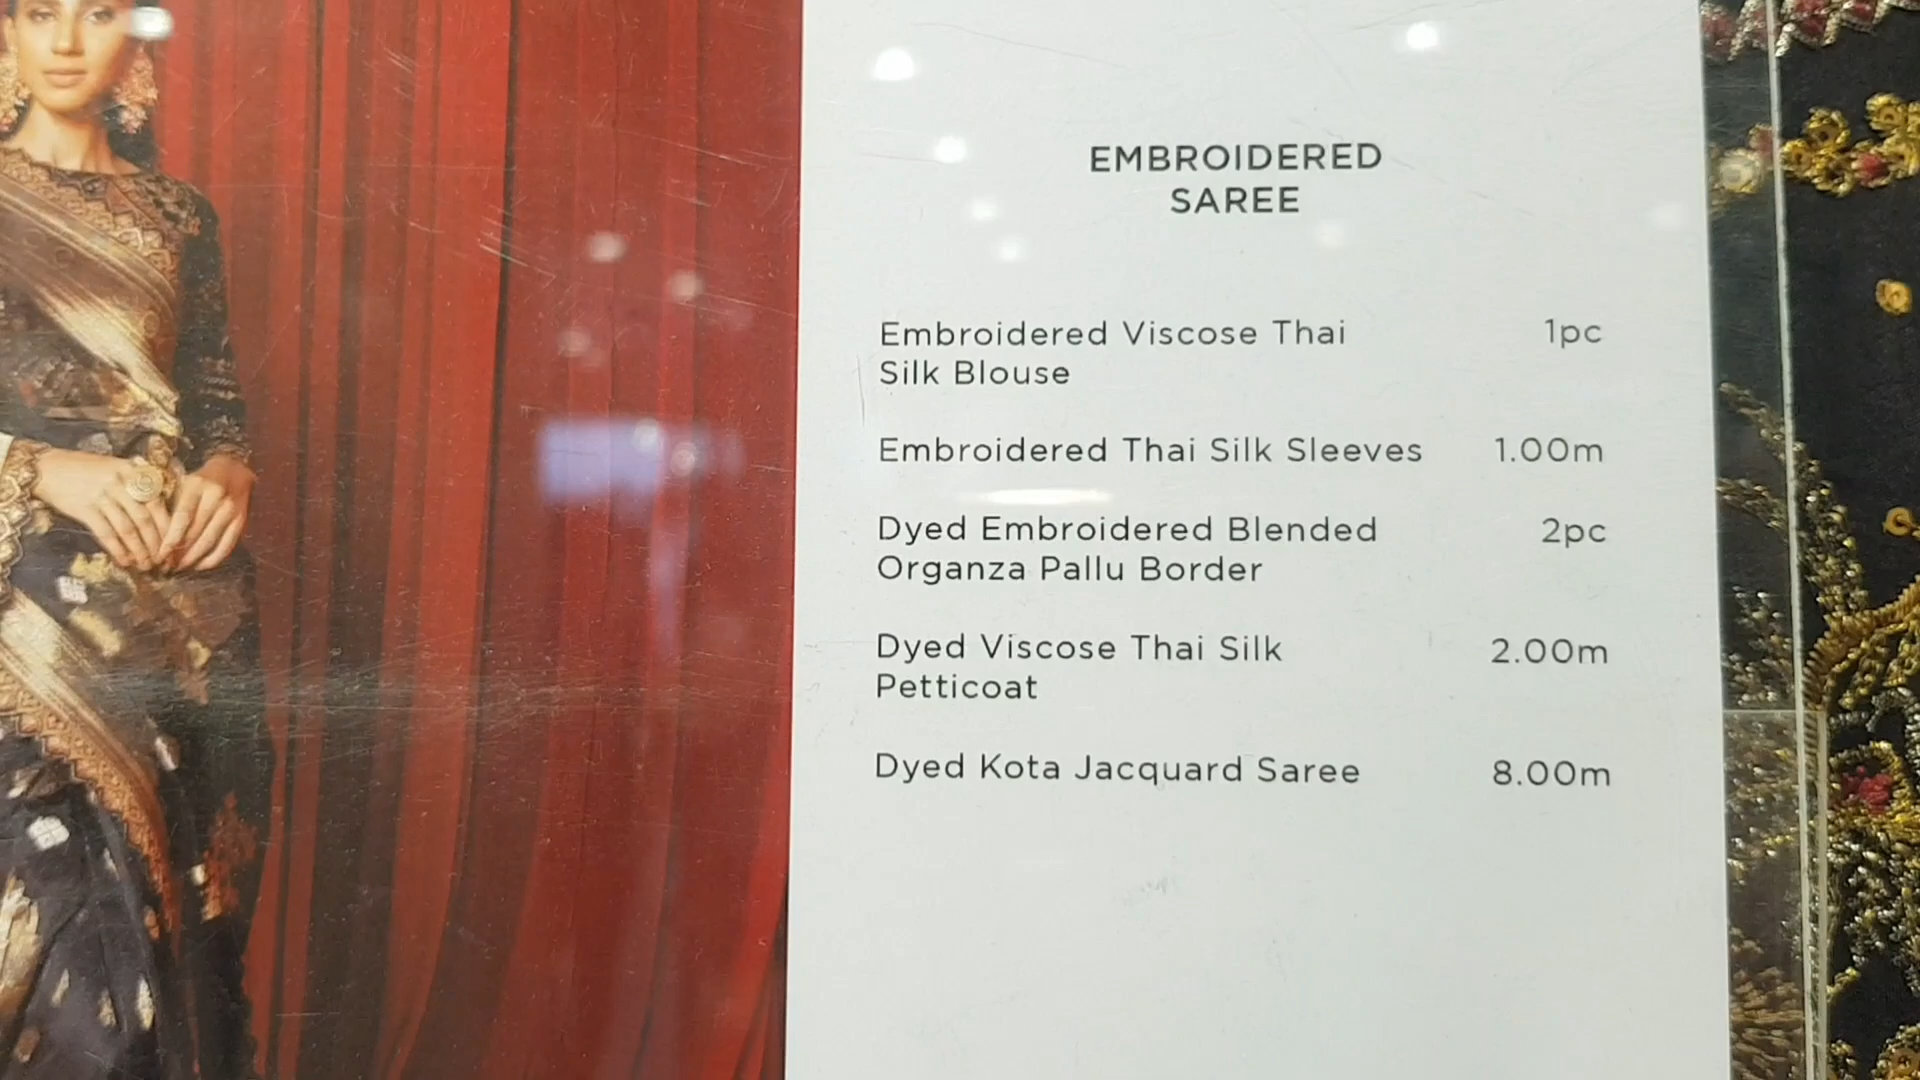 EMBROIDERED
SAREE
Embroidered Viscose Thai 1pc
Silk Blouse
Embroidered Thai Silk Sleeves 1.00m
Dyed Embroidered Blended 2pc
Organza Pallu Border
Dyed Viscose Thai Silk 2.00m
Petticoat
Dyed Kota Jacquard Saree 8.00m